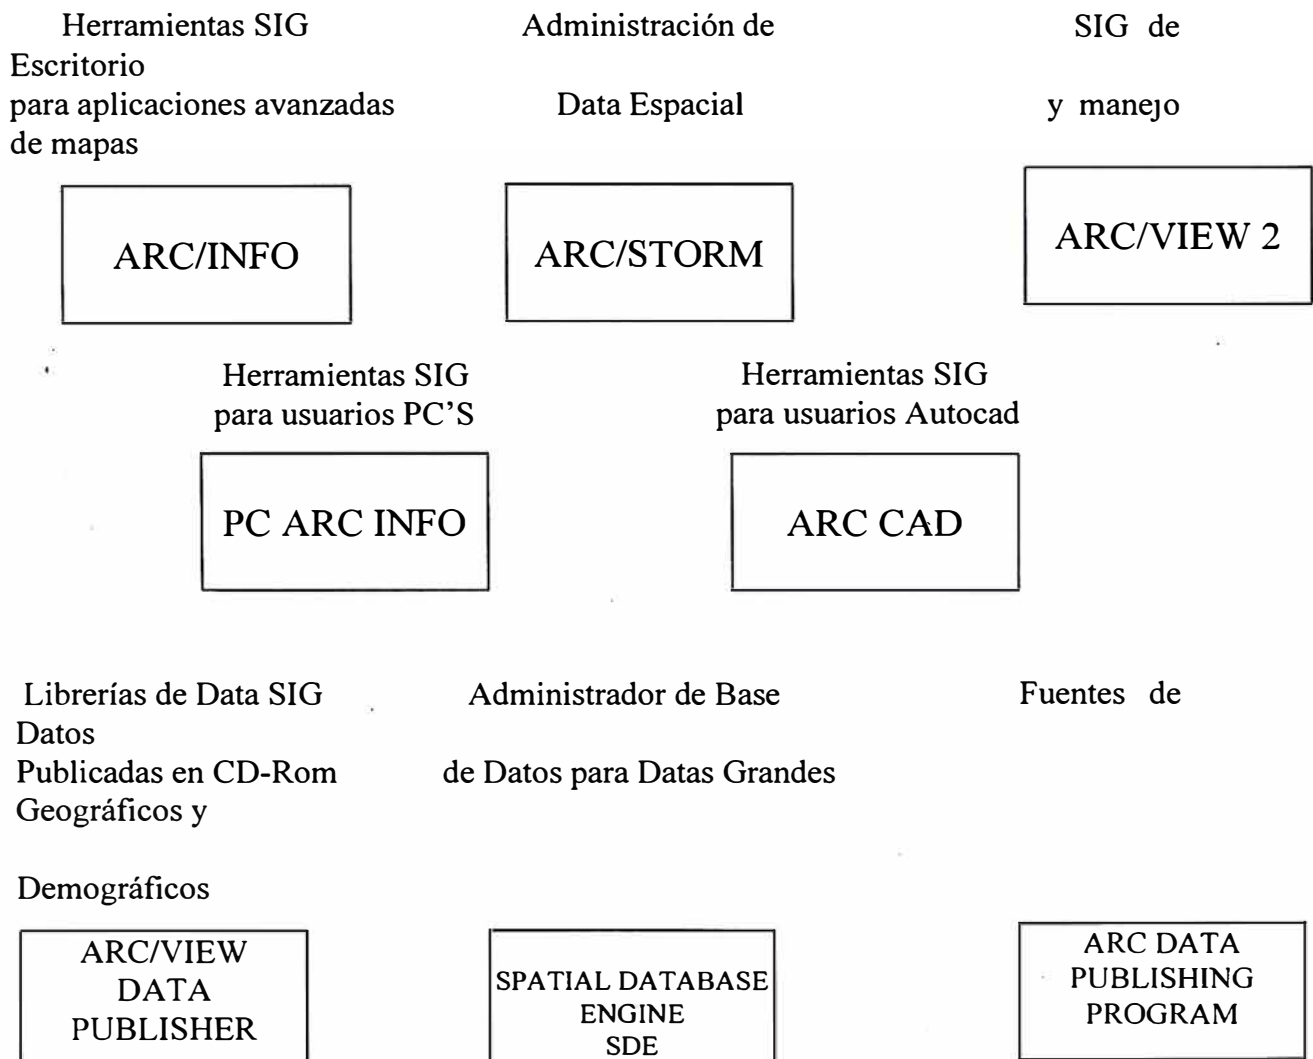 Herramientas SIG Administración de SIG de
Escritorio
para aplicaciones avanzadas Data Espacial y manejo
de mapas
ARC/INFO ARC/STORM ARC/VIEW 2
Herramientas SIG Herramientas SIG
para usuarios PC'S para usuarios Autocad
PC ARC INFO ARC CAD
Librerías de Data SIG Administrador de Base Fuentes de
Datos
Publicadas en CD-Rom de Datos para Datas Grandes
Geográficos y
Demográficos
ARC/VIEW
DATA
PUBLISHER
SPATIAL DATABASE
ENGINE
SDE
ARC DATA
PUBLISHING
PROGRAM